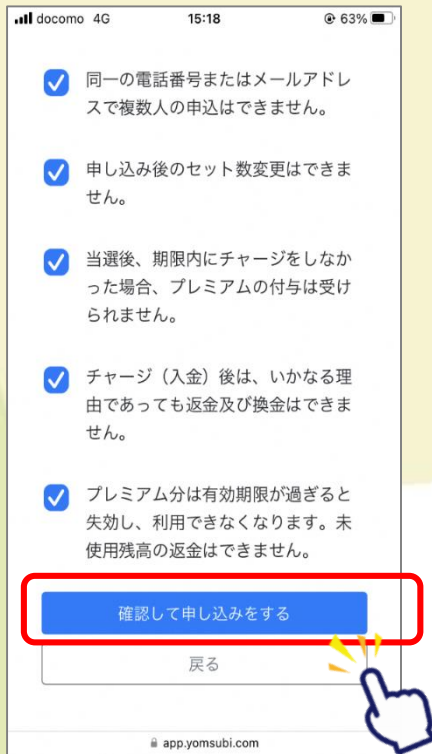 docomo 4G 15:18 63%
同一の電話番号またはメールアドレ
スで複数人の申込はできません。
申し込み後のセット数変更はできま
せん。
当選後、期限内にチャージをしなか
った場合、プレミアムの付与は受け
られません。
チャージ（入金）後は、いかなる理
由であっても返金及び換金はできま
せん。
プレミアム分は有効期限が過ぎると
失効し、利用できなくなります。未
使用残高の返金はできません。
確認して申し込みをする
戻る
app.yomsubi.com